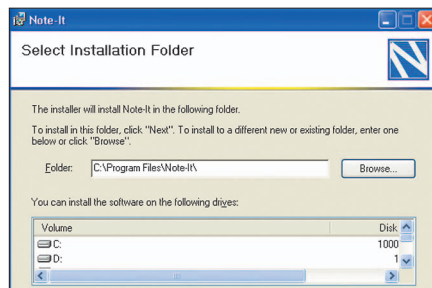 Note-It
Select Installation Folder
The installer will install Note-It in the following folder.
To install in this folder, click "Next". To install to a different new or existing folder, enter one
below or click "Browse".
Folder: C:\Program Files\Note-It\ Browse...
You can install the software on the following drives:
Volume Disk
C: 1000
D: 1